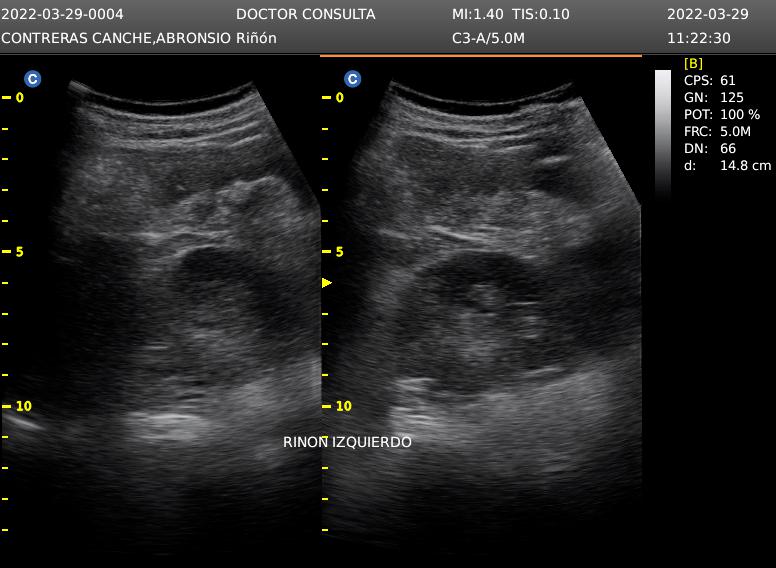 2022-03-29-0004 DOCTOR CONSULTA MI:1.40 TIS:0.10 2022-03-29
CONTRERAS CANCHE,ABRONSIO Riñón C3-A/5.0M 11:22:30
C
C
[B]
CPS: 61
GN: 125
POT: 100 %
FRC: 5.0M
DN: 66
d: 14.8 cm
0
0
5
5
10
10
RINON IZQUIERDO